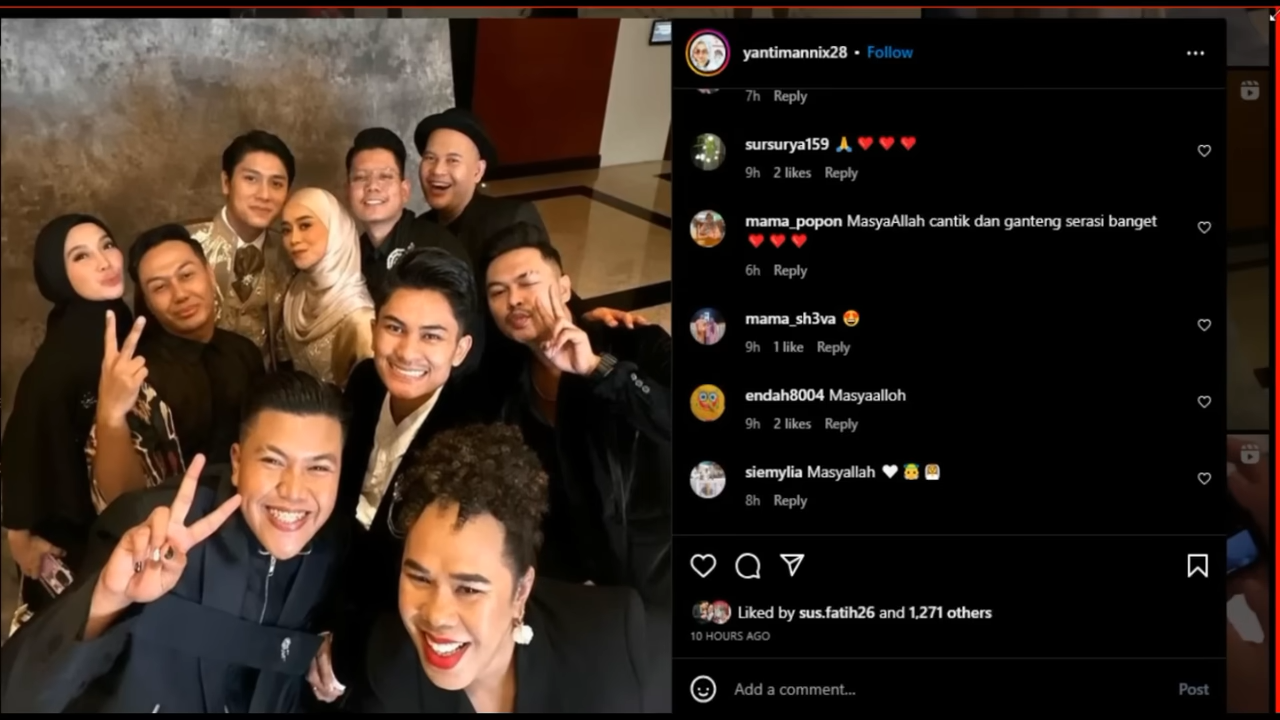 yantimannix28 • Follow
7h Reply
sursurya159 🙏❤️❤️❤️
9h 2 likes Reply
mama_popon MasyaAllah cantik dan ganteng serasi banget
❤️❤️❤️
6h Reply
mama_sh3va 🤩
9h 1 like Reply
endah8004 Masyaalloh
9h 2 likes Reply
siemylia Masyallah 🤍👼👰
8h Reply
Liked by sus.fatih26 and 1,271 others
10 HOURS AGO
Add a comment... Post